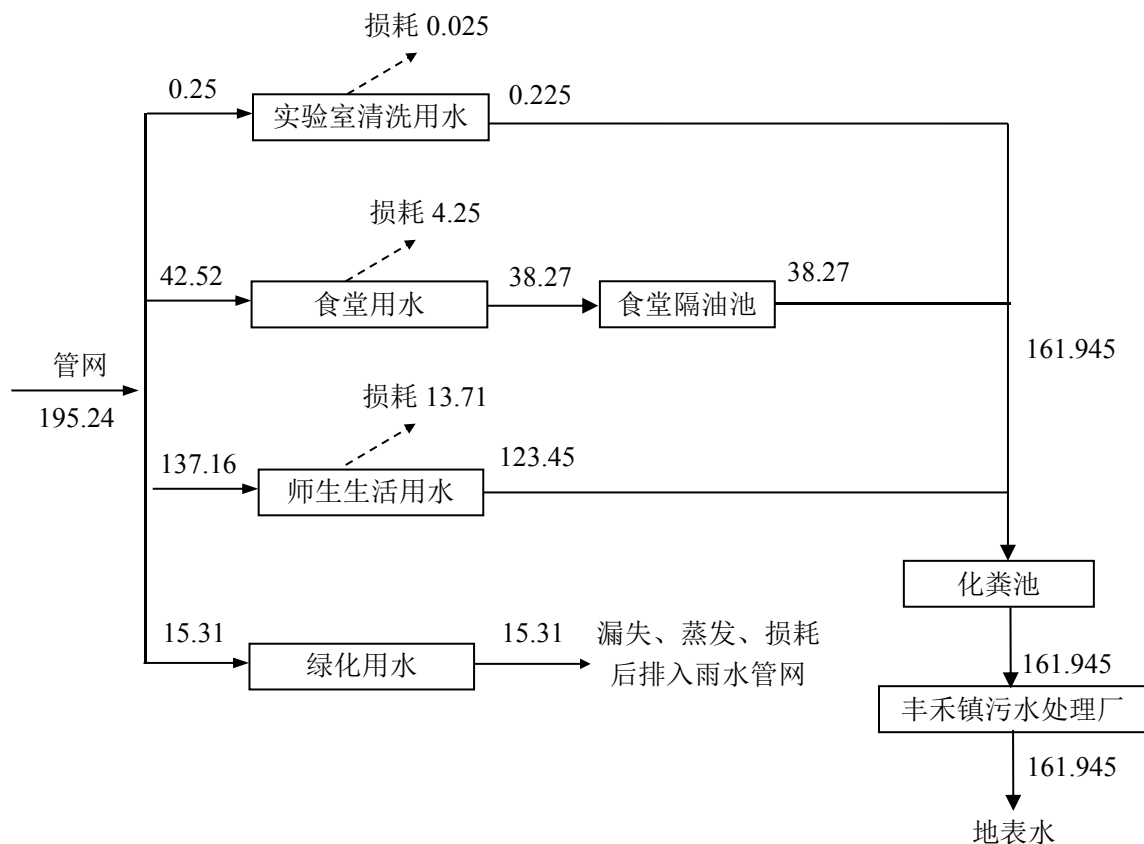 损耗 0.025
0.25
实验室清洗用水
0.225
损耗 4.25
42.52
食堂用水
38.27
食堂隔油池
38.27
161.945
管网
195.24
损耗 13.71
137.16
师生生活用水
123.45
化粪池
15.31
绿化用水
15.31
漏失、蒸发、损耗
后排入雨水管网
161.945
丰禾镇污水处理厂
161.945
地表水